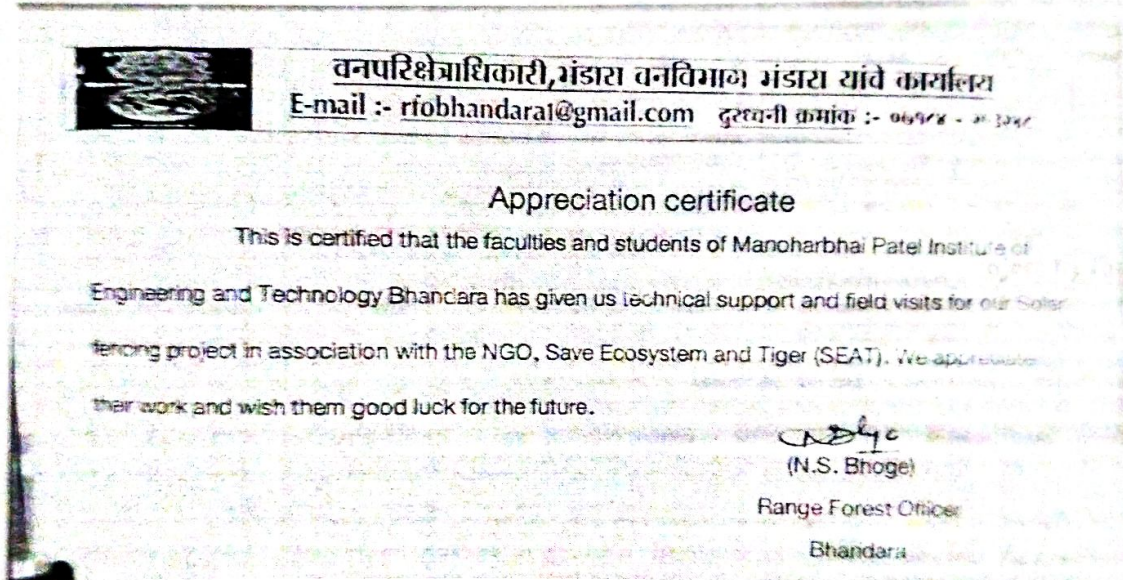 वनपरिक्षेत्राधिकारी,भंडारा वनविभाग भंडारा यांचे कार्यालय
E-mail :- rfobhandara1@gmail.com दुरध्वनी क्रमांक :-
Appreciation certificate
This is certified that the faculties and students of Manoharbhai Patel Institute of
Engineering and Technology Bhandara has given us technical support and field visits for our Solar
fencing project in association with the NGO, Save Ecosystem and Tiger (SEAT). We appreciate
their work and wish them good luck for the future.
(N.S. Bhoge)
Range Forest Officer
Bhandara